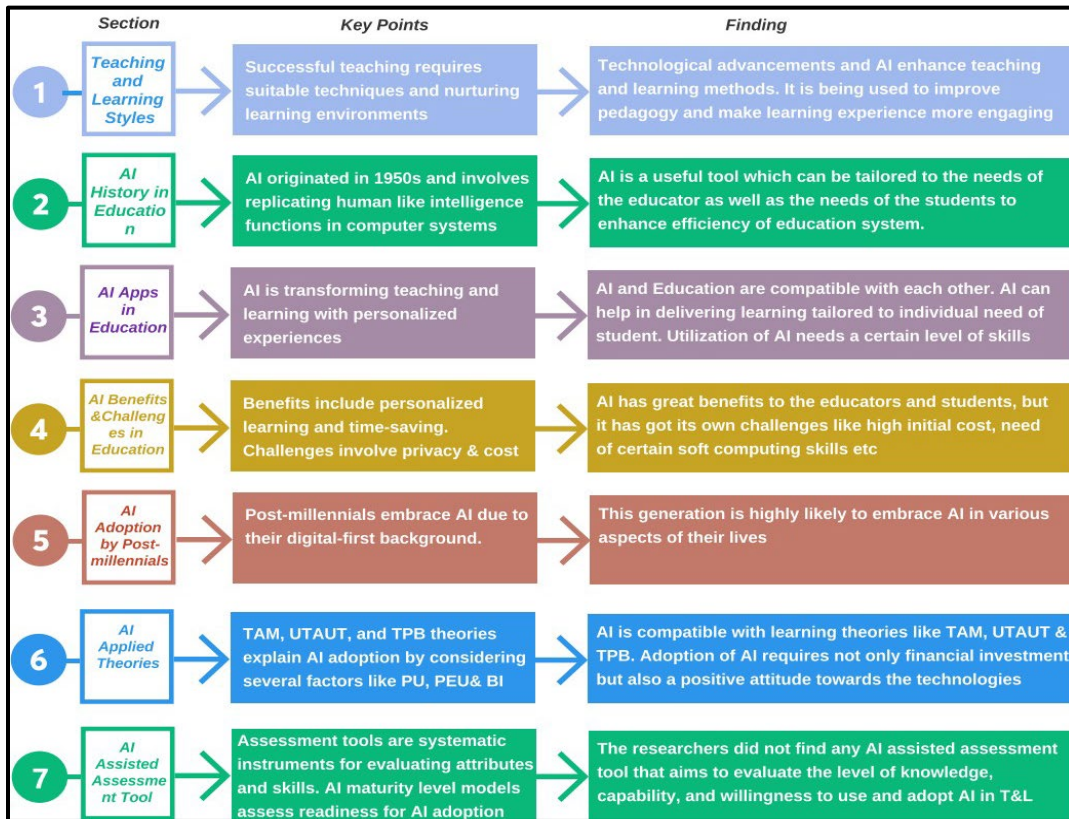 Section
Key Points
Finding
1
Teaching
and
Learning
Styles
Successful teaching requires
suitable techniques and nurturing
learning environments
Technological advancements and AI enhance teaching
and learning methods. It is being used to improve
pedagogy and make learning experience more engaging
2
AI
History in
Educatio
n
AI originated in 1950s and involves
replicating human like intelligence
functions in computer systems
AI is a useful tool which can be tailored to the needs of
the educator as well as the needs of the students to
enhance efficiency of education system.
3
AI Apps
in
Education
AI is transforming teaching and
learning with personalized
experiences
AI and Education are compatible with each other. AI can
help in delivering learning tailored to individual need of
student. Utilization of AI needs a certain level of skills
4
AI Benefits
&Challeng
es in
Education
Benefits include personalized
learning and time-saving.
Challenges involve privacy & cost
AI has great benefits to the educators and students, but
it has got its own challenges like high initial cost, need
of certain soft computing skills etc
5
AI
Adoption
by Post-
millennials
Post-millennials embrace AI due to
their digital-first background.
This generation is highly likely to embrace AI in various
aspects of their lives
6
AI
Applied
Theories
TAM, UTAUT, and TPB theories
explain AI adoption by considering
several factors like PU, PEU& BI
AI is compatible with learning theories like TAM, UTAUT &
TPB. Adoption of AI requires not only financial investment
but also a positive attitude towards the technologies
7
AI
Assisted
Assessme
nt Tool
Assessment tools are systematic
instruments for evaluating attributes
and skills. AI maturity level models
assess readiness for AI adoption
The researchers did not find any AI assisted assessment
tool that aims to evaluate the level of knowledge,
capability, and willingness to use and adopt AI in T&L